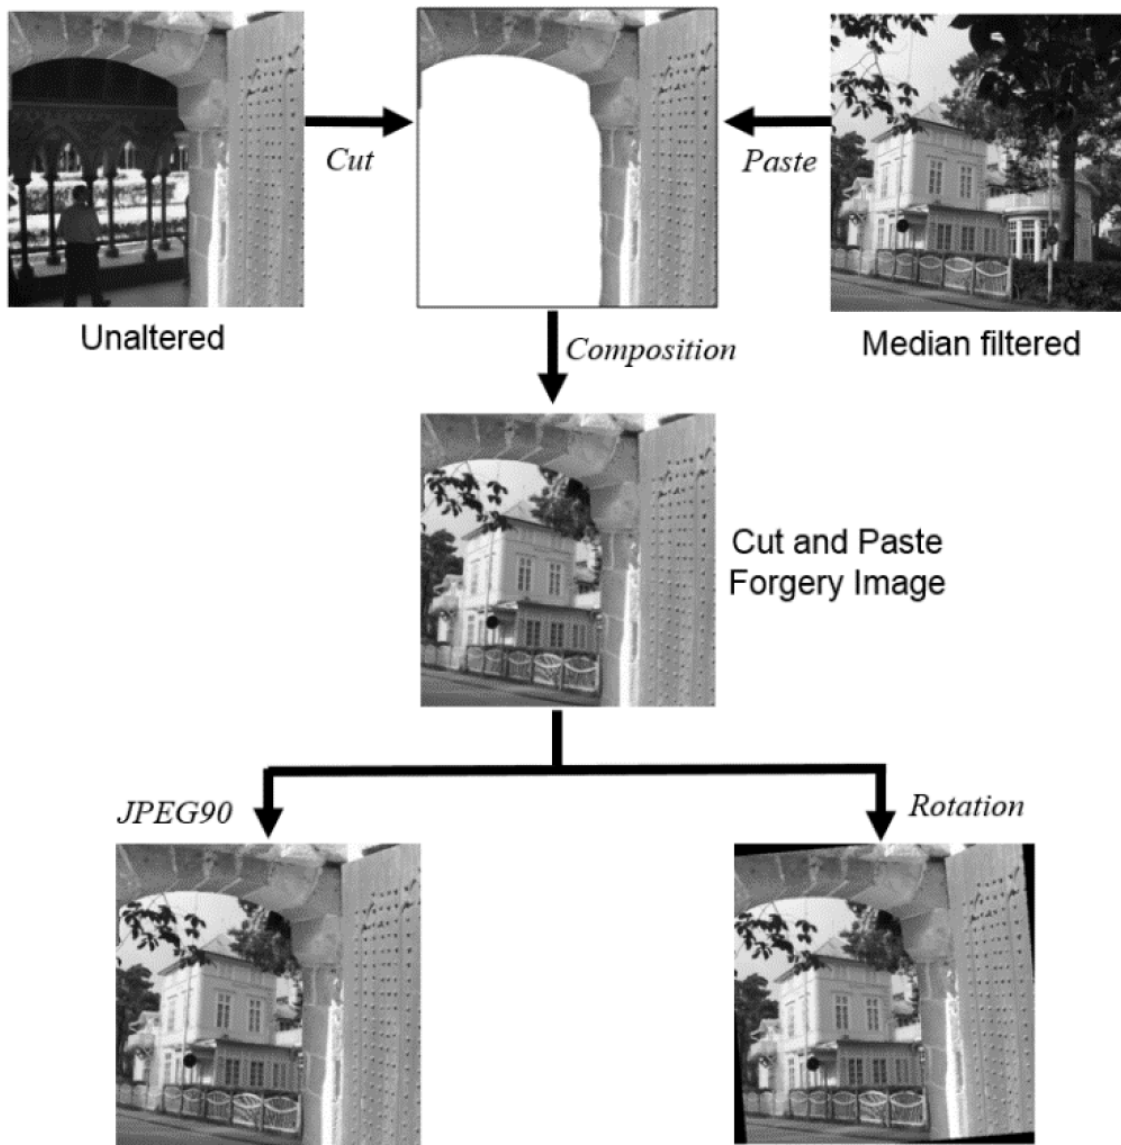 Cut
Paste
Unaltered
Median filtered
Composition
Cut and Paste
Forgery Image
JPEG90
Rotation